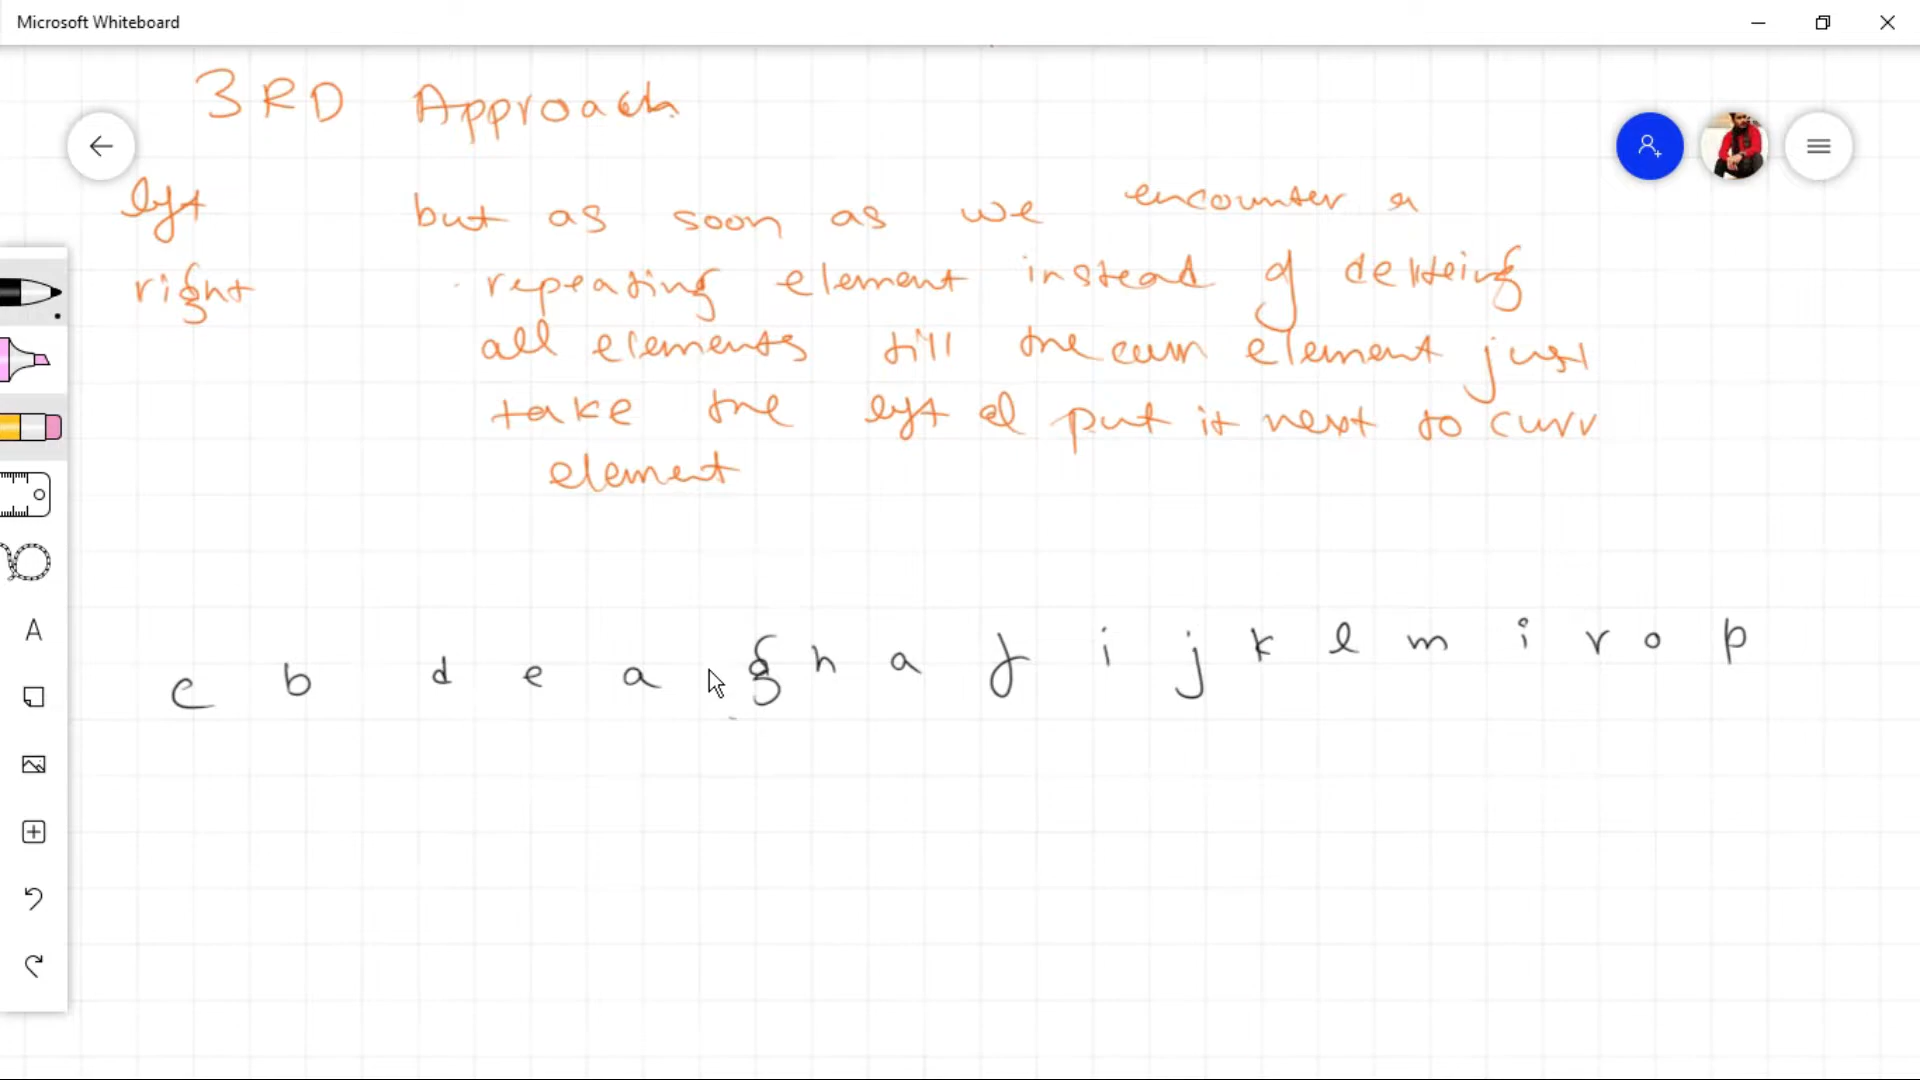 Microsoft Whiteboard
3RD Approach
left but as soon as we encounter a
right repeating element instead of deleteing
all elements till the curr element just
take the left & put it next to curr
element
c b d e a g h a f i j k l m i r o p
A